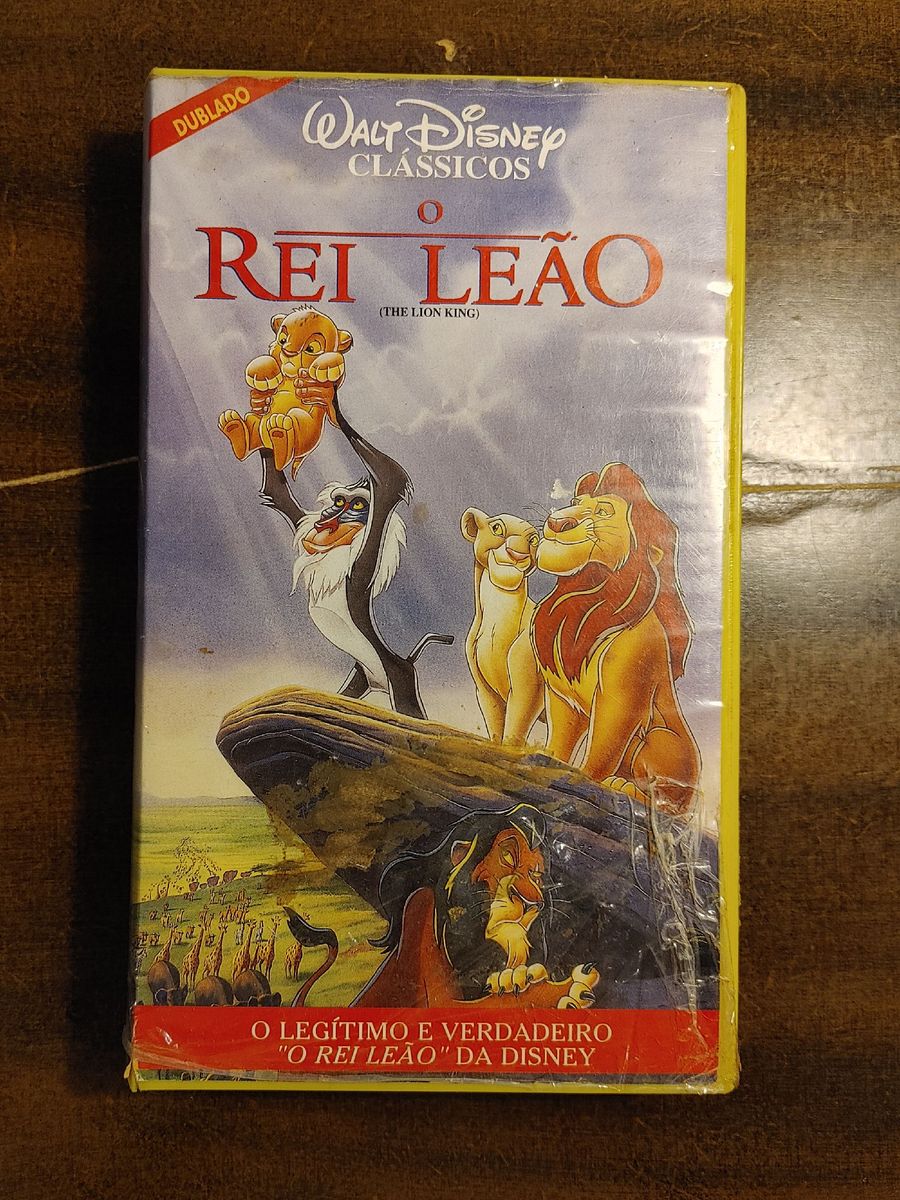 DUBLADO
WALT DISNEY
CLÁSSICOS
O
REI LEÃO
(THE LION KING)
O LEGÍTIMO E VERDADEIRO
"O REI LEÃO" DA DISNEY